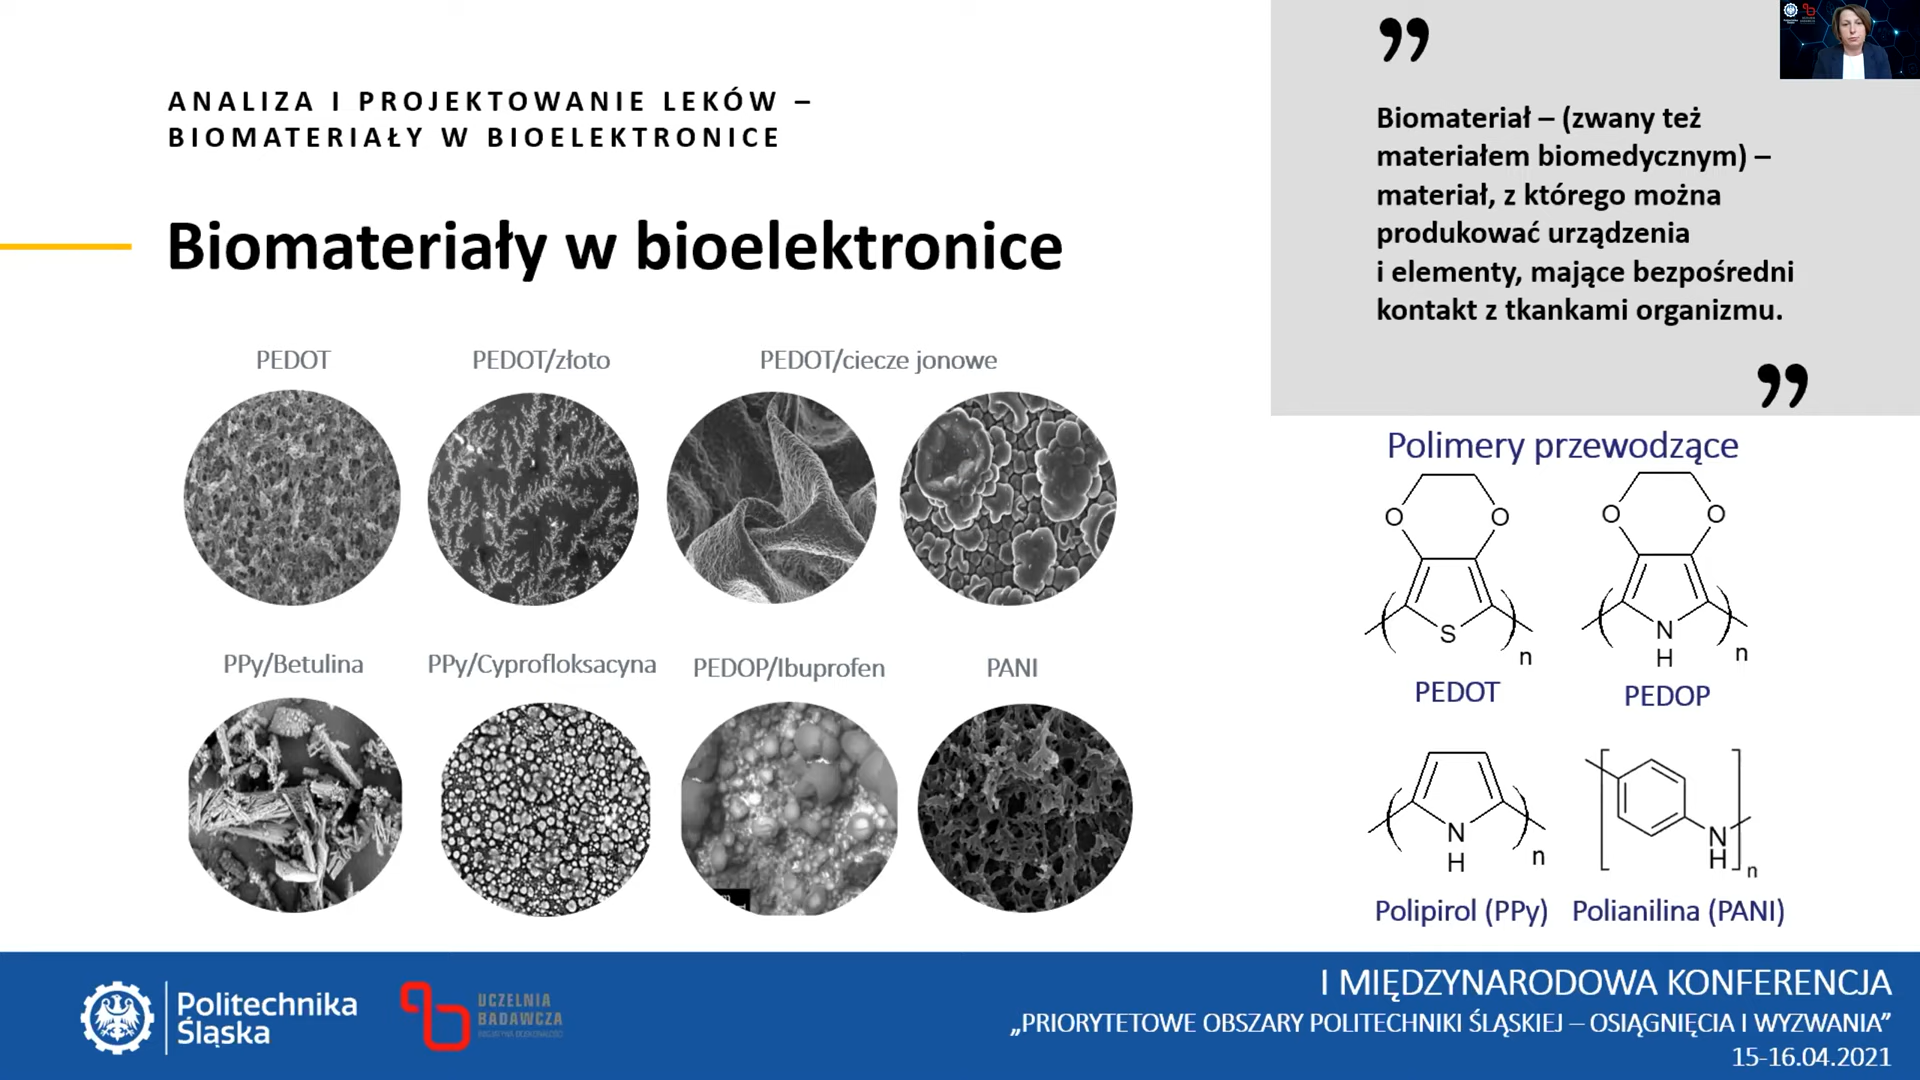 ANALIZA I PROJEKTOWANIE LEKÓW –
BIOMATERIAŁY W BIOELEKTRONICE
Biomateriały w bioelektronice
PEDOT
PEDOT/złoto
PEDOT/ciecze jonowe
PPy/Betulina
PPy/Cyprofloksacyna
PEDOP/Ibuprofen
PANI
”
Biomateriał – (zwany też
materiałem biomedycznym) –
materiał, z którego można
produkować urządzenia
i elementy, mające bezpośredni
kontakt z tkankami organizmu.
”
Polimery przewodzące
O O
S
n
PEDOT
O O
N
H
n
PEDOP
N
H
n
Polipirol (PPy)
N
H
n
Polianilina (PANI)
Politechnika
Śląska
UCZELNIA
BADAWCZA
I MIĘDZYNARODOWA KONFERENCJA
„PRIORYTETOWE OBSZARY POLITECHNIKI ŚLĄSKIEJ – OSIĄGNIĘCIA I WYZWANIA”
15-16.04.2021